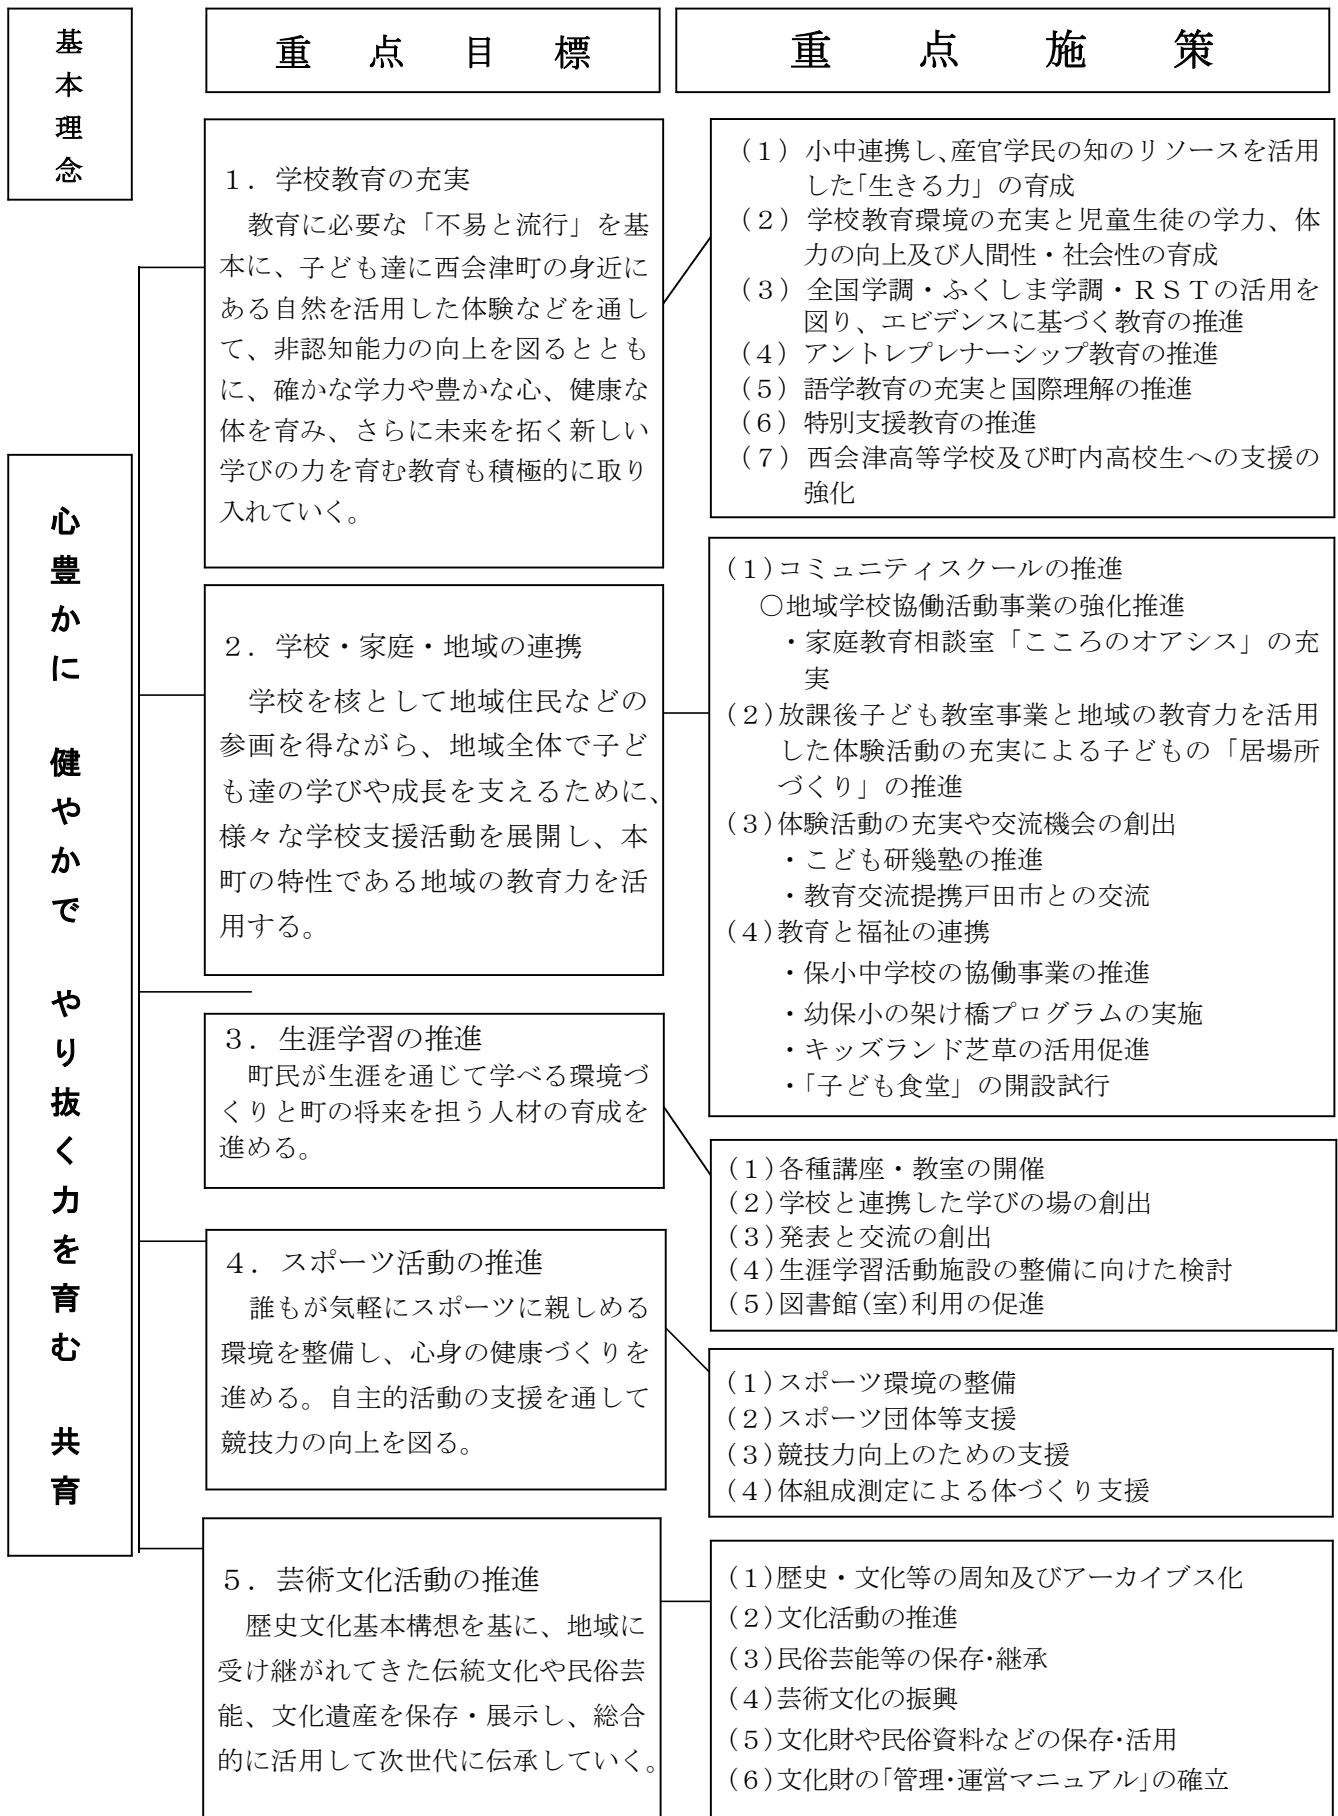 基本理念
重点目標
重点施策
心豊かに 健やかで やり抜く力を育む 共育
１．学校教育の充実
教育に必要な「不易と流行」を基
本に、子ども達に西会津町の身近に
ある自然を活用した体験などを通し
て、非認知能力の向上を図るととも
に、確かな学力や豊かな心、健康な
体を育み、さらに未来を拓く新しい
学びの力を育む教育も積極的に取り
入れていく。
（１）小中連携し、産官学民の知のリソースを活用
した「生きる力」の育成
（２）学校教育環境の充実と児童生徒の学力、体
力の向上及び人間性・社会性の育成
（３）全国学調・ふくしま学調・ＲＳＴの活用を
図り、エビデンスに基づく教育の推進
（４）アントレプレナーシップ教育の推進
（５）語学教育の充実と国際理解の推進
（６）特別支援教育の推進
（７）西会津高等学校及び町内高校生への支援の
強化
２．学校・家庭・地域の連携
学校を核として地域住民などの
参画を得ながら、地域全体で子ど
も達の学びや成長を支えるために、
様々な学校支援活動を展開し、本
町の特性である地域の教育力を活
用する。
(１)コミュニティスクールの推進
○地域学校協働活動事業の強化推進
・家庭教育相談室「こころのオアシス」の充
実
(２)放課後子ども教室事業と地域の教育力を活用
した体験活動の充実による子どもの「居場所
づくり」の推進
(３)体験活動の充実や交流機会の創出
・こども研幾塾の推進
・教育交流提携戸田市との交流
(４)教育と福祉の連携
・保小中学校の協働事業の推進
・幼保小の架け橋プログラムの実施
・キッズランド芝草の活用促進
・「子ども食堂」の開設試行
３．生涯学習の推進
町民が生涯を通じて学べる環境づ
くりと町の将来を担う人材の育成を
進める。
(１)各種講座・教室の開催
(２)学校と連携した学びの場の創出
(３)発表と交流の創出
(４)生涯学習活動施設の整備に向けた検討
(５)図書館(室)利用の促進
４．スポーツ活動の推進
誰もが気軽にスポーツに親しめる
環境を整備し、心身の健康づくりを
進める。自主的活動の支援を通して
競技力の向上を図る。
(１)スポーツ環境の整備
(２)スポーツ団体等支援
(３)競技力向上のための支援
(４)体組成測定による体づくり支援
５．芸術文化活動の推進
歴史文化基本構想を基に、地域に
受け継がれてきた伝統文化や民俗芸
能、文化遺産を保存・展示し、総合
的に活用して次世代に伝承していく。
(１)歴史・文化等の周知及びアーカイブス化
(２)文化活動の推進
(３)民俗芸能等の保存・継承
(４)芸術文化の振興
(５)文化財や民俗資料などの保存・活用
(６)文化財の「管理・運営マニュアル」の確立